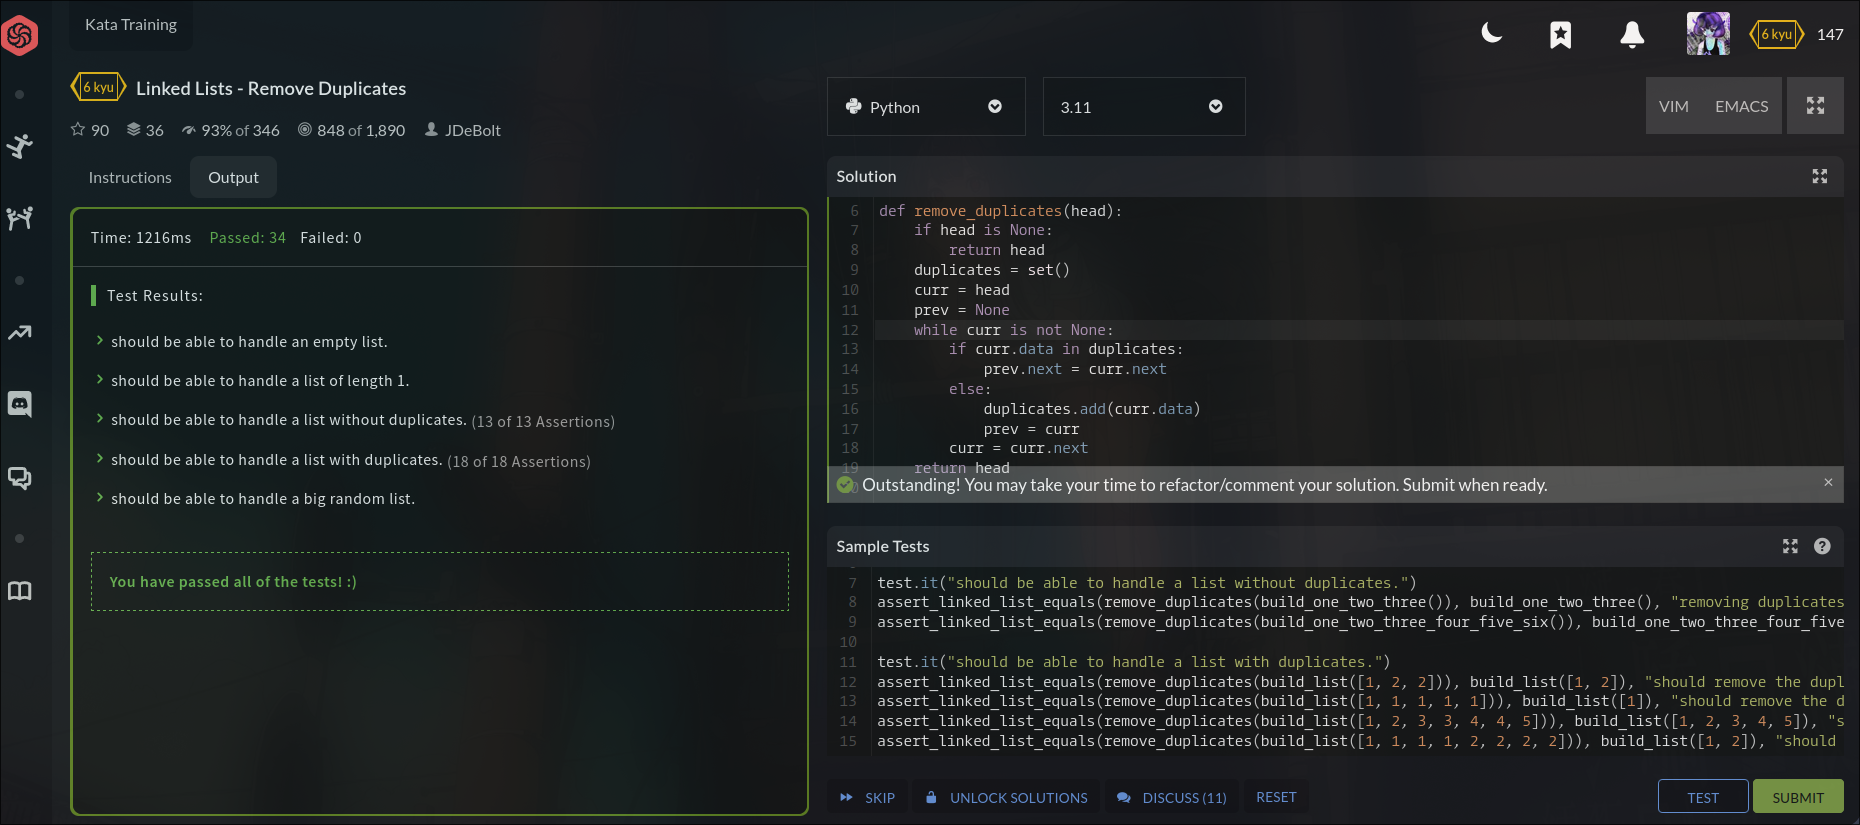 Kata Training
6 kyu 147
6 kyu Linked Lists - Remove Duplicates
90 36 93% of 346 848 of 1,890 JDeBolt
Instructions Output
Time: 1216ms Passed: 34 Failed: 0
Test Results:
should be able to handle an empty list.
should be able to handle a list of length 1.
should be able to handle a list without duplicates. (13 of 13 Assertions)
should be able to handle a list with duplicates. (18 of 18 Assertions)
should be able to handle a big random list.
You have passed all of the tests! :)
Python 3.11 VIM EMACS
Solution
6 def remove_duplicates(head):
7     if head is None:
8         return head
9     duplicates = set()
10     curr = head
11     prev = None
12     while curr is not None:
13         if curr.data in duplicates:
14             prev.next = curr.next
15         else:
16             duplicates.add(curr.data)
17             prev = curr
18         curr = curr.next
19     return head
Outstanding! You may take your time to refactor/comment your solution. Submit when ready. ×
Sample Tests ?
7 test.it("should be able to handle a list without duplicates.")
8 assert_linked_list_equals(remove_duplicates(build_one_two_three()), build_one_two_three(), "removing duplicates
9 assert_linked_list_equals(remove_duplicates(build_one_two_three_four_five_six()), build_one_two_three_four_five
10
11 test.it("should be able to handle a list with duplicates.")
12 assert_linked_list_equals(remove_duplicates(build_list([1, 2, 2])), build_list([1, 2]), "should remove the dupl
13 assert_linked_list_equals(remove_duplicates(build_list([1, 1, 1, 1, 1])), build_list([1]), "should remove the d
14 assert_linked_list_equals(remove_duplicates(build_list([1, 2, 3, 3, 4, 4, 5])), build_list([1, 2, 3, 4, 5]), "s
15 assert_linked_list_equals(remove_duplicates(build_list([1, 1, 1, 1, 2, 2, 2, 2])), build_list([1, 2]), "should
SKIP UNLOCK SOLUTIONS DISCUSS (11) RESET TEST SUBMIT